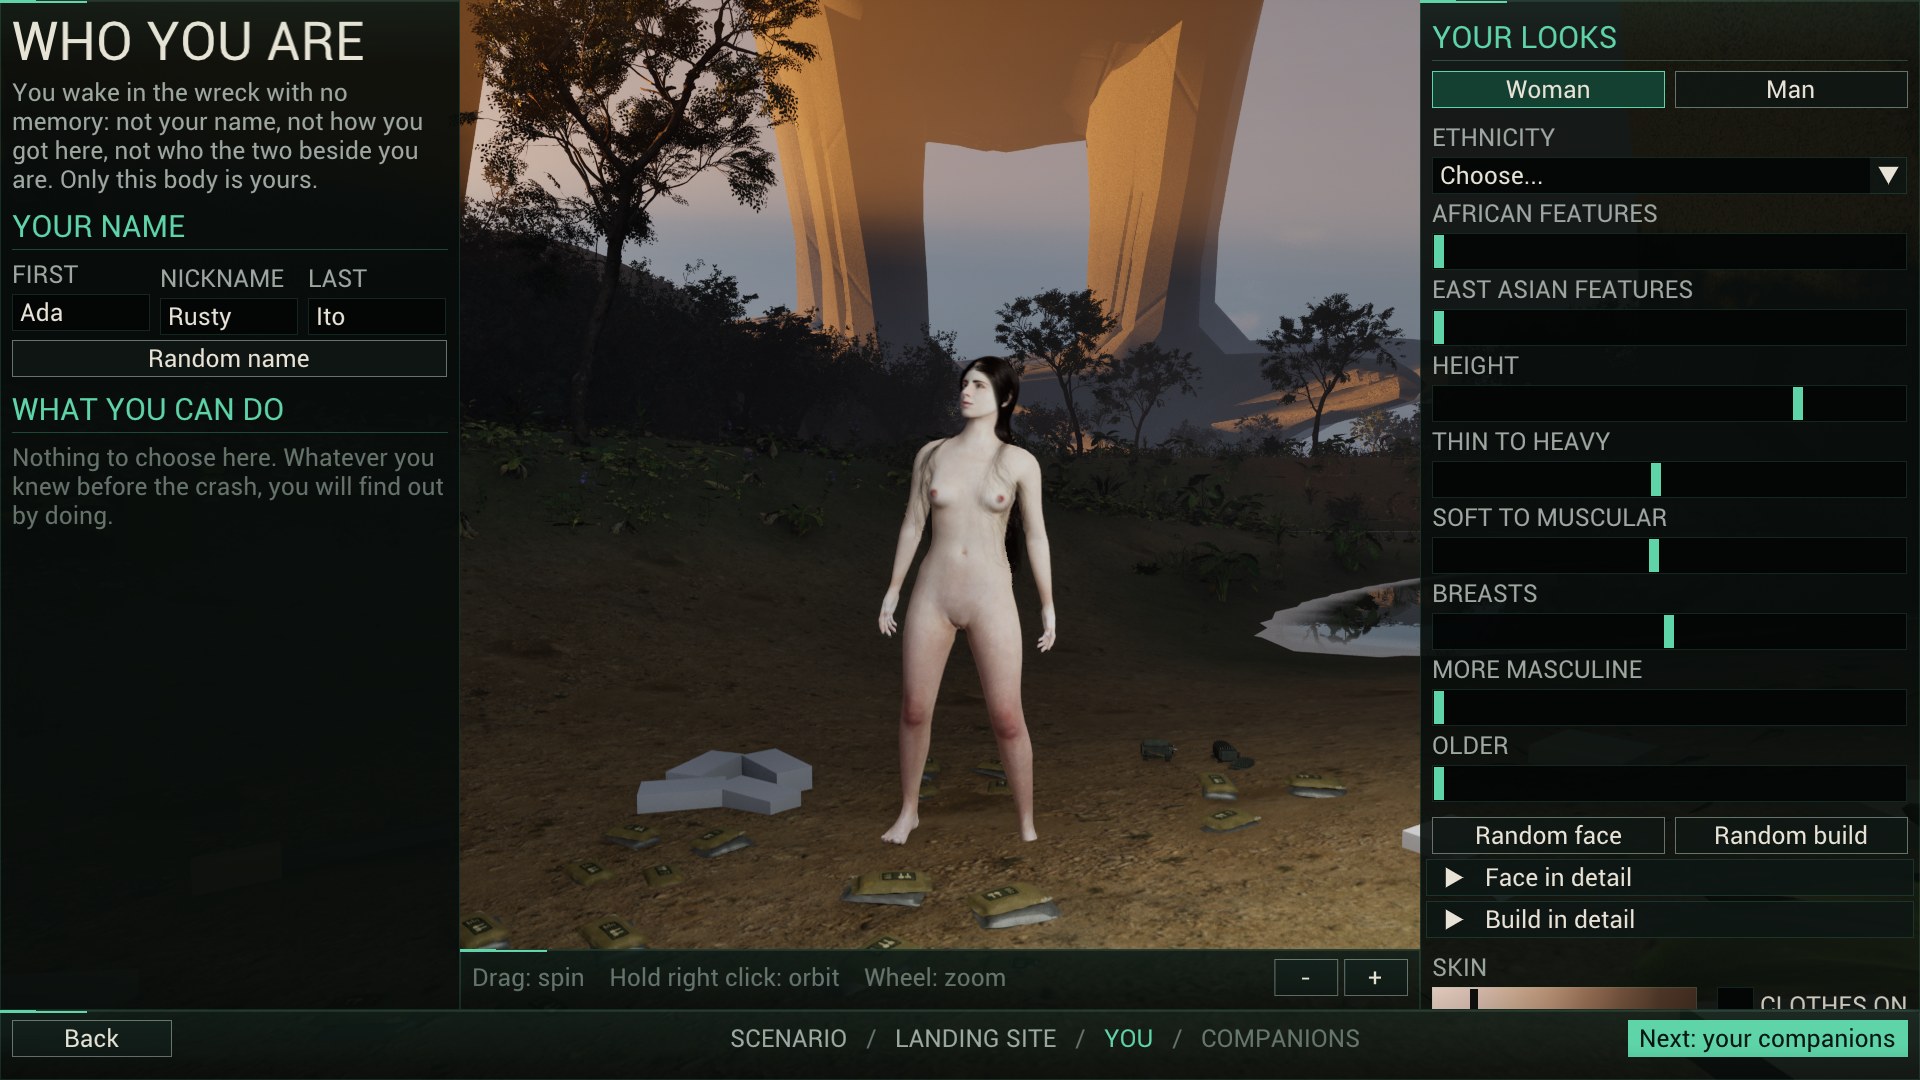 WHO YOU ARE
You wake in the wreck with no
memory: not your name, not how you
got here, not who the two beside you
are. Only this body is yours.
YOUR NAME
FIRST
NICKNAME
LAST
Ada
Rusty
Ito
Random name
WHAT YOU CAN DO
Nothing to choose here. Whatever you
knew before the crash, you will find out
by doing.
Drag: spin
Hold right click: orbit
Wheel: zoom
-
+
YOUR LOOKS
Woman
Man
ETHNICITY
Choose...
AFRICAN FEATURES
EAST ASIAN FEATURES
HEIGHT
THIN TO HEAVY
SOFT TO MUSCULAR
BREASTS
MORE MASCULINE
OLDER
Random face
Random build
Face in detail
Build in detail
SKIN
CLOTHES ON
Back
SCENARIO / LANDING SITE / YOU / COMPANIONS
Next: your companions